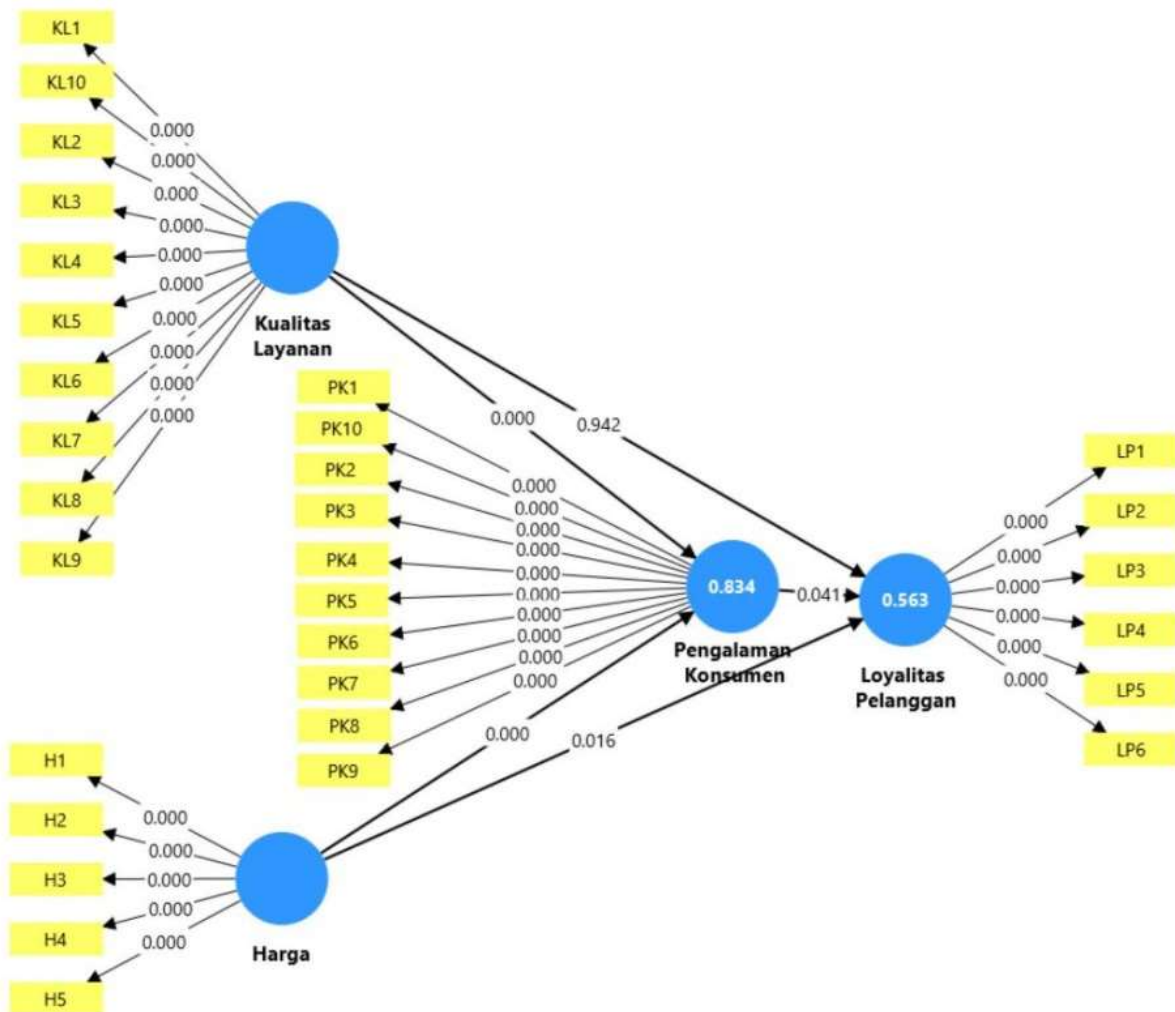 KL1
KL10
KL2
KL3
KL4
KL5
KL6
KL7
KL8
KL9
0.000
0.000
0.000
0.000
0.000
0.000
0.000
0.000
0.000
0.000
Kualitas
Layanan
0.000
0.942
PK1
PK10
PK2
PK3
PK4
PK5
PK6
PK7
PK8
PK9
0.000
0.000
0.000
0.000
0.000
0.000
0.000
0.000
0.000
0.000
0.834
Pengalaman
Konsumen
0.041
0.563
Loyalitas
Pelanggan
0.000
0.000
0.000
0.000
0.000
0.000
LP1
LP2
LP3
LP4
LP5
LP6
0.000
0.016
H1
H2
H3
H4
H5
0.000
0.000
0.000
0.000
0.000
Harga